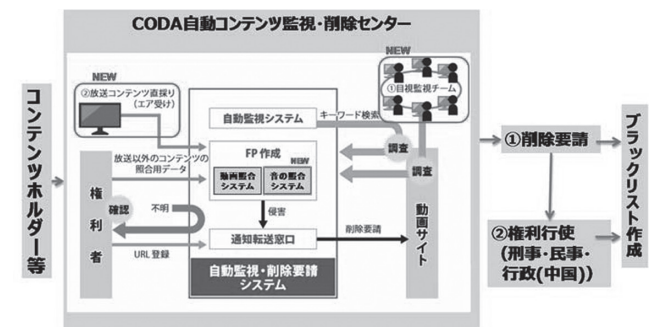 CODA自動コンテンツ監視・削除センター
NEW
②放送コンテンツ直採り
(エア受け)
NEW
①目視監視チーム
自動監視システム
キーワード検索
調査
調査
放送以外のコンテンツの
照合用データ
FP作成
NEW
動画照合
システム
音の照合
システム
権利者
確認
不明
侵害
通知転送窓口
削除要請
URL登録
自動監視・削除要請
システム
動画サイト
コンテンツホルダー等
①削除要請
②権利行使
(刑事・民事・
行政(中国))
ブラックリスト作成